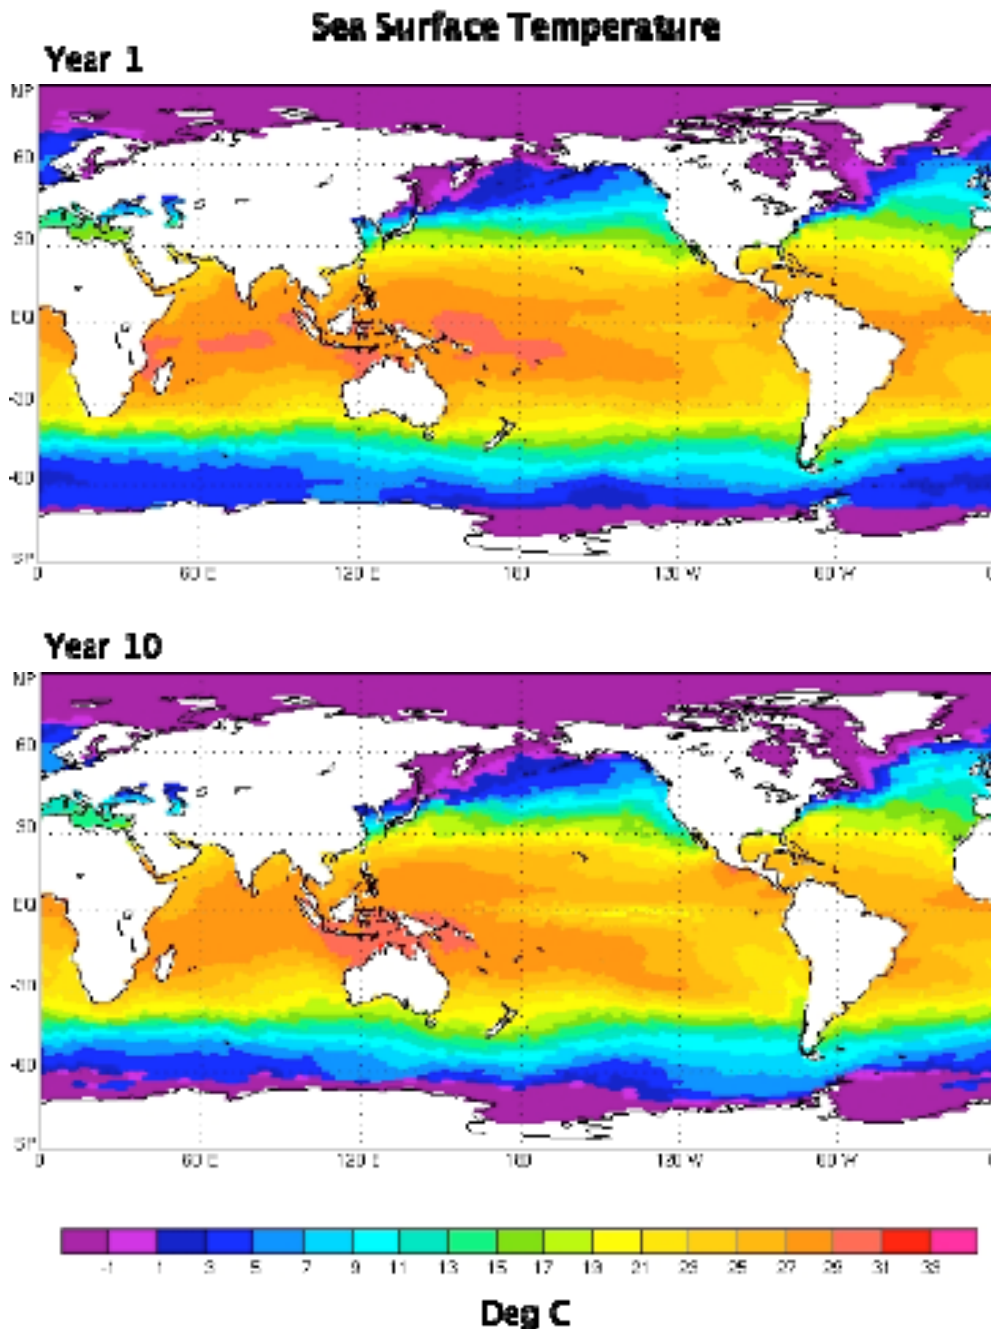 Sea Surface Temperature
Year 1
NP
60
30
EQ
-30
-60
SP
0 60 E 120 E 180 120 W 60 W 0
Year 10
NP
60
30
EQ
-30
-60
SP
0 60 E 120 E 180 120 W 60 W 0
-1 1 3 5 7 9 11 13 15 17 19 21 23 25 27 29 31 33
Deg C